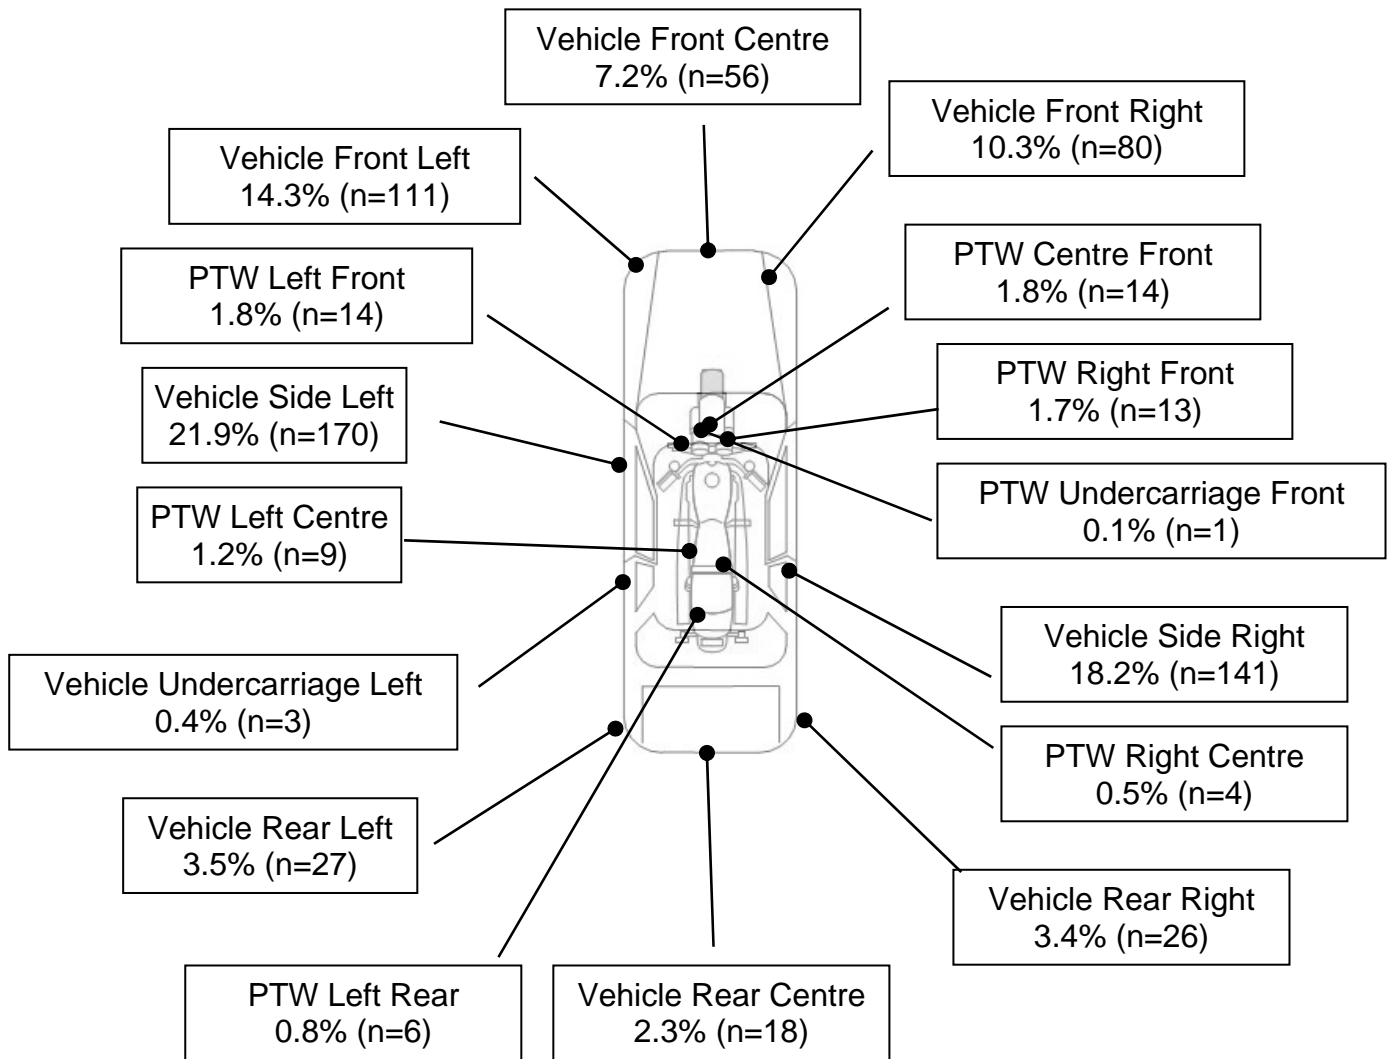 Vehicle Front Centre
7.2% (n=56)
Vehicle Front Right
10.3% (n=80)
Vehicle Front Left
14.3% (n=111)
PTW Centre Front
1.8% (n=14)
PTW Left Front
1.8% (n=14)
PTW Right Front
1.7% (n=13)
Vehicle Side Left
21.9% (n=170)
PTW Undercarriage Front
0.1% (n=1)
PTW Left Centre
1.2% (n=9)
Vehicle Side Right
18.2% (n=141)
Vehicle Undercarriage Left
0.4% (n=3)
PTW Right Centre
0.5% (n=4)
Vehicle Rear Left
3.5% (n=27)
Vehicle Rear Right
3.4% (n=26)
PTW Left Rear
0.8% (n=6)
Vehicle Rear Centre
2.3% (n=18)